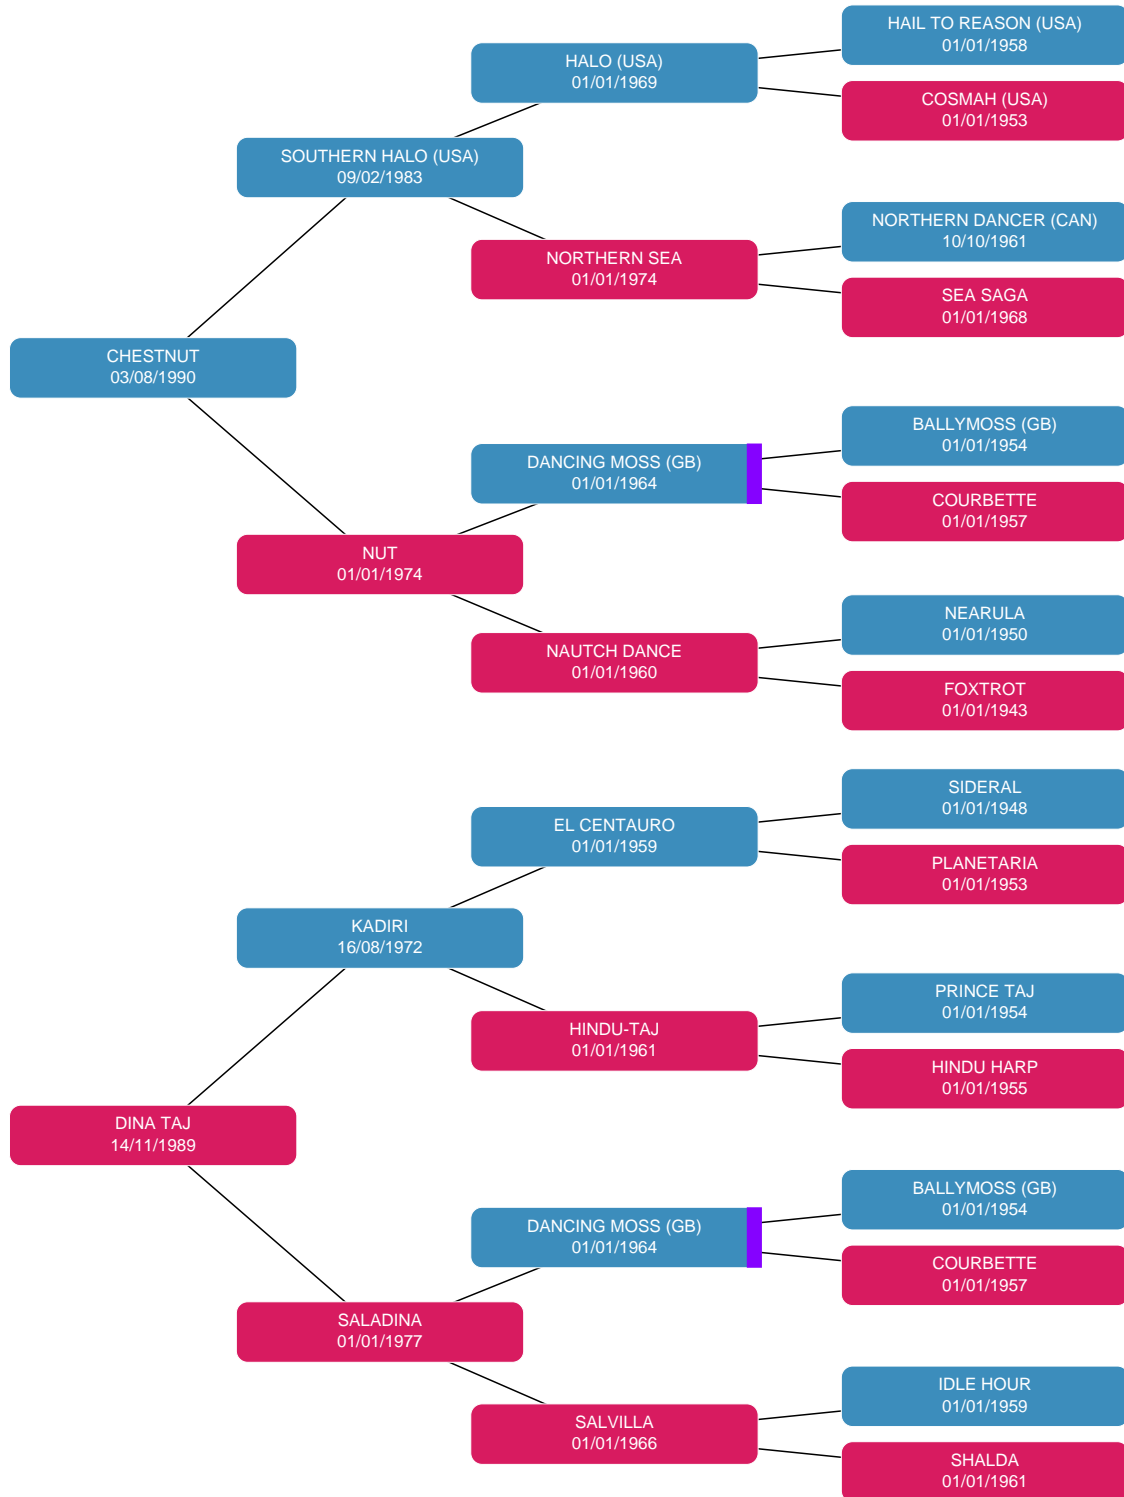 HAIL TO REASON (USA)
01/01/1958
HALO (USA)
01/01/1969
COSMAH (USA)
01/01/1953
SOUTHERN HALO (USA)
09/02/1983
NORTHERN DANCER (CAN)
10/10/1961
NORTHERN SEA
01/01/1974
SEA SAGA
01/01/1968
CHESTNUT
03/08/1990
BALLYMOSS (GB)
01/01/1954
DANCING MOSS (GB)
01/01/1964
COURBETTE
01/01/1957
NUT
01/01/1974
NEARULA
01/01/1950
NAUTCH DANCE
01/01/1960
FOXTROT
01/01/1943
SIDERAL
01/01/1948
EL CENTAURO
01/01/1959
PLANETARIA
01/01/1953
KADIRI
16/08/1972
PRINCE TAJ
01/01/1954
HINDU-TAJ
01/01/1961
HINDU HARP
01/01/1955
DINA TAJ
14/11/1989
BALLYMOSS (GB)
01/01/1954
DANCING MOSS (GB)
01/01/1964
COURBETTE
01/01/1957
SALADINA
01/01/1977
IDLE HOUR
01/01/1959
SALVILLA
01/01/1966
SHALDA
01/01/1961